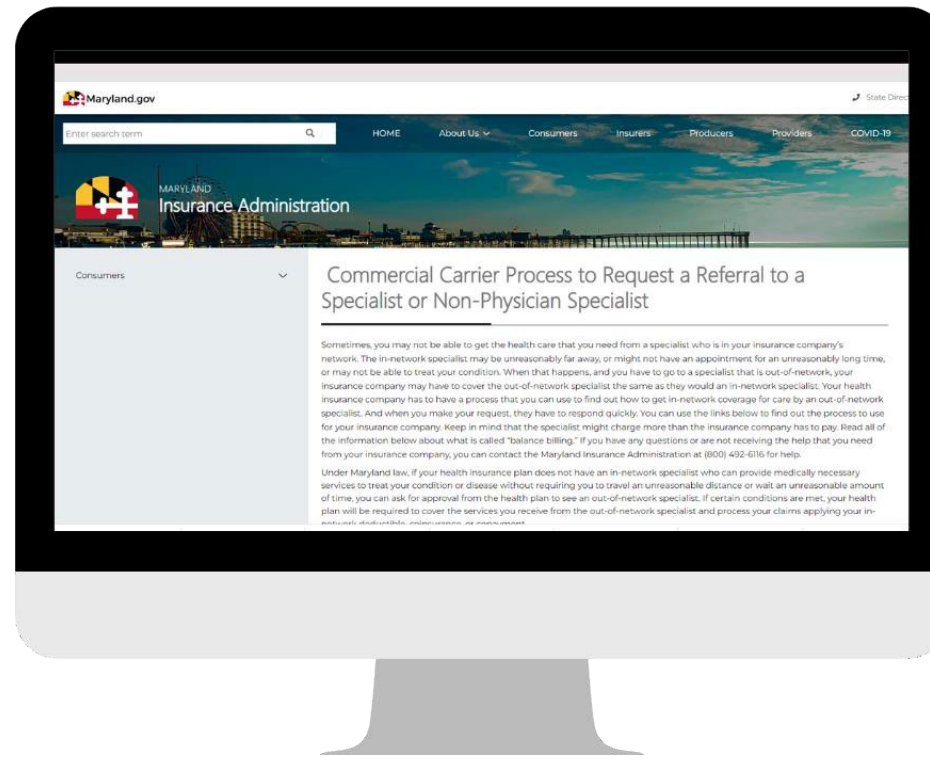 Maryland.gov
State Direc
Enter search term
HOME About Us Consumers Insurers Producers Providers COVID-19
MARYLAND
Insurance Administration
Consumers
Commercial Carrier Process to Request a Referral to a
Specialist or Non-Physician Specialist
Sometimes, you may not be able to get the health care that you need from a specialist who is in your insurance company's
network. The in-network specialist may be unreasonably far away, or might not have an appointment for an unreasonably long time,
or may not be able to treat your condition. When that happens, and you have to go to a specialist that is out-of-network, your
insurance company may have to cover the out-of-network specialist the same as they would an in-network specialist. Your health
insurance company has to have a process that you can use to find out how to get in-network coverage for care by an out-of-network
specialist. And when you make your request, they have to respond quickly. You can use the links below to find out the process to use
for your insurance company. Keep in mind that the specialist might charge more than the insurance company has to pay. Read all of
the information below about what is called "balance billing." If you have any questions or are not receiving the help that you need
from your insurance company, you can contact the Maryland Insurance Administration at (800) 492-6116 for help.
Under Maryland law, if your health insurance plan does not have an in-network specialist who can provide medically necessary
services to treat your condition or disease without requiring you to travel an unreasonable distance or wait an unreasonable amount
of time, you can ask for approval from the health plan to see an out-of-network specialist. If certain conditions are met, your health
plan will be required to cover the services you receive from the out-of-network specialist and process your claims applying your in-
network deductible, coinsurance, or copayment